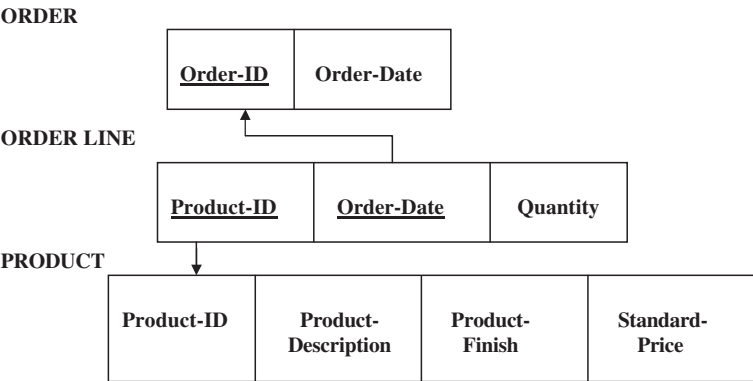 ORDER
Order-ID Order-Date
ORDER LINE
Product-ID Order-Date Quantity
PRODUCT
Product-ID Product- Product- Standard-
Description Finish Price